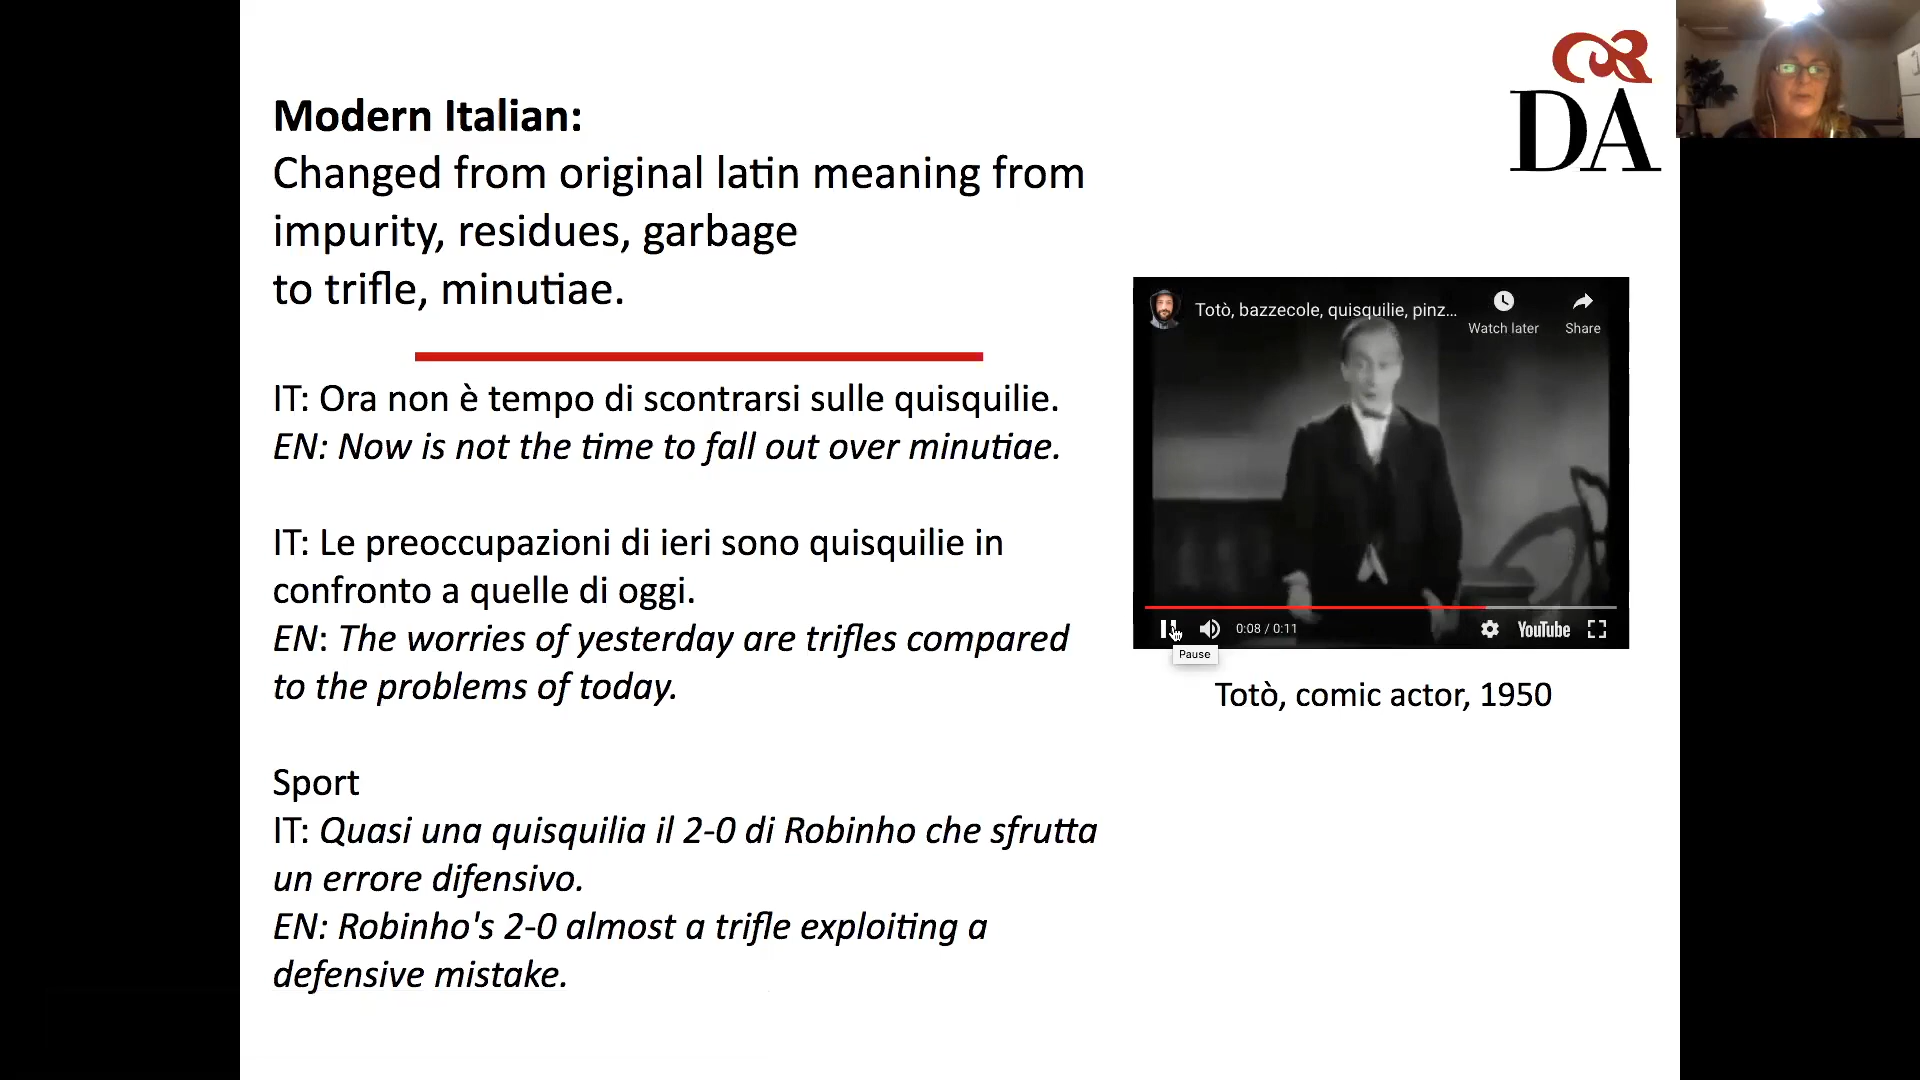 Modern Italian:
Changed from original latin meaning from
impurity, residues, garbage
to trifle, minutiae.
IT: Ora non è tempo di scontrarsi sulle quisquilie.
EN: Now is not the time to fall out over minutiae.
IT: Le preoccupazioni di ieri sono quisquilie in
confronto a quelle di oggi.
EN: The worries of yesterday are trifles compared
to the problems of today.
Sport
IT: Quasi una quisquilia il 2-0 di Robinho che sfrutta
un errore difensivo.
EN: Robinho's 2-0 almost a trifle exploiting a
defensive mistake.
DA
Totò, bazzecole, quisquilie, pinz...
Watch later
Share
0:08 / 0:11
YouTube
Pause
Totò, comic actor, 1950